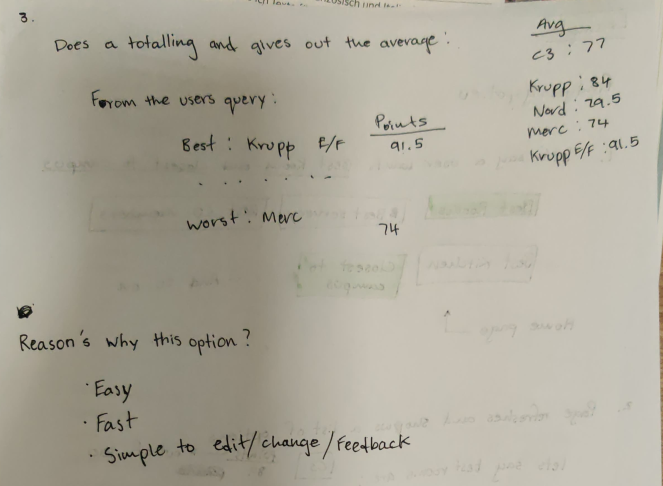 3.
Does a totalling and gives out the average:
From the users query:
Points
Best: Krupp E/F 91.5
. . . . . . –
worst: Merc 74
Avg
C3 : 77
Krupp : 84
Nord : 79.5
merc : 74
Krupp E/F : 91.5
Reason's why this option?
· Easy
· Fast
· Simple to edit/change/Feedback